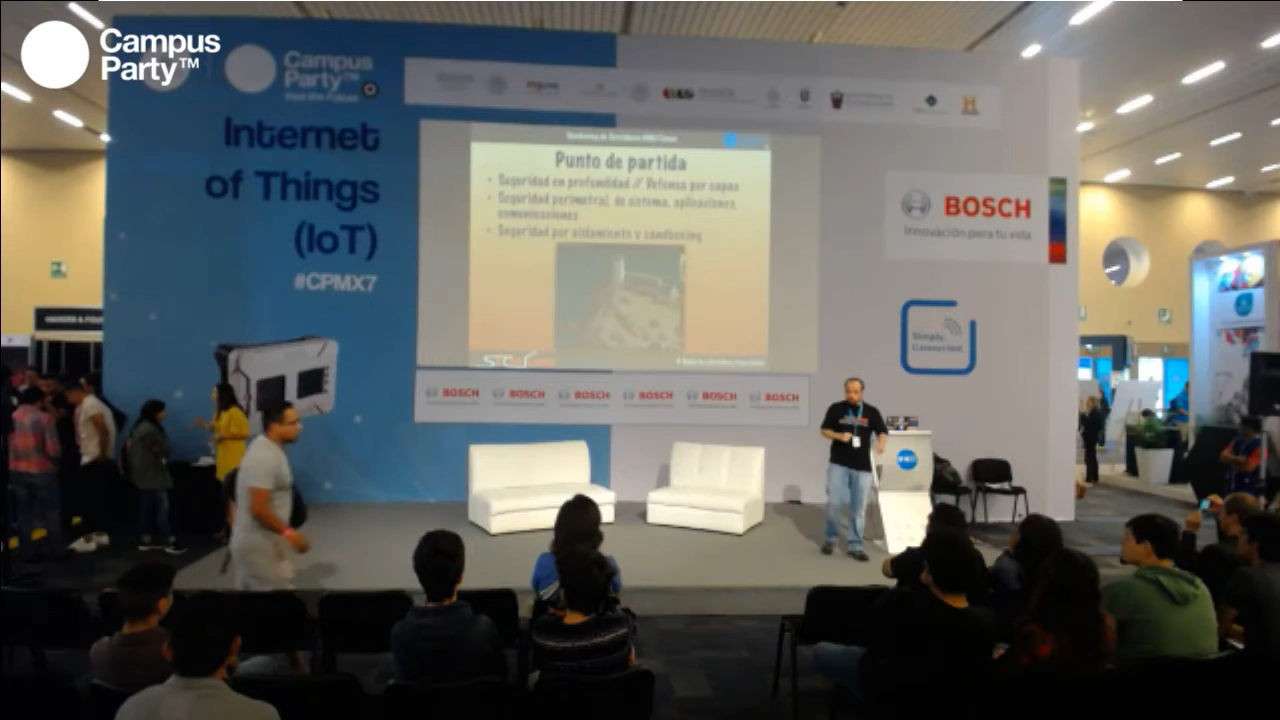 Campus
Party™
Campus
Party™
Internet
of Things
(IoT)
#CPMX7
Punto de partida
• Seguridad en profundidad // Defensa por capas
• Seguridad perimetral, de sistema, aplicaciones,
comunicaciones
• Seguridad por aislamiento y sandboxing
BOSCH
Innovación para tu vida
Simply.
Connected.
BOSCH
BOSCH
BOSCH
BOSCH
BOSCH
BOSCH